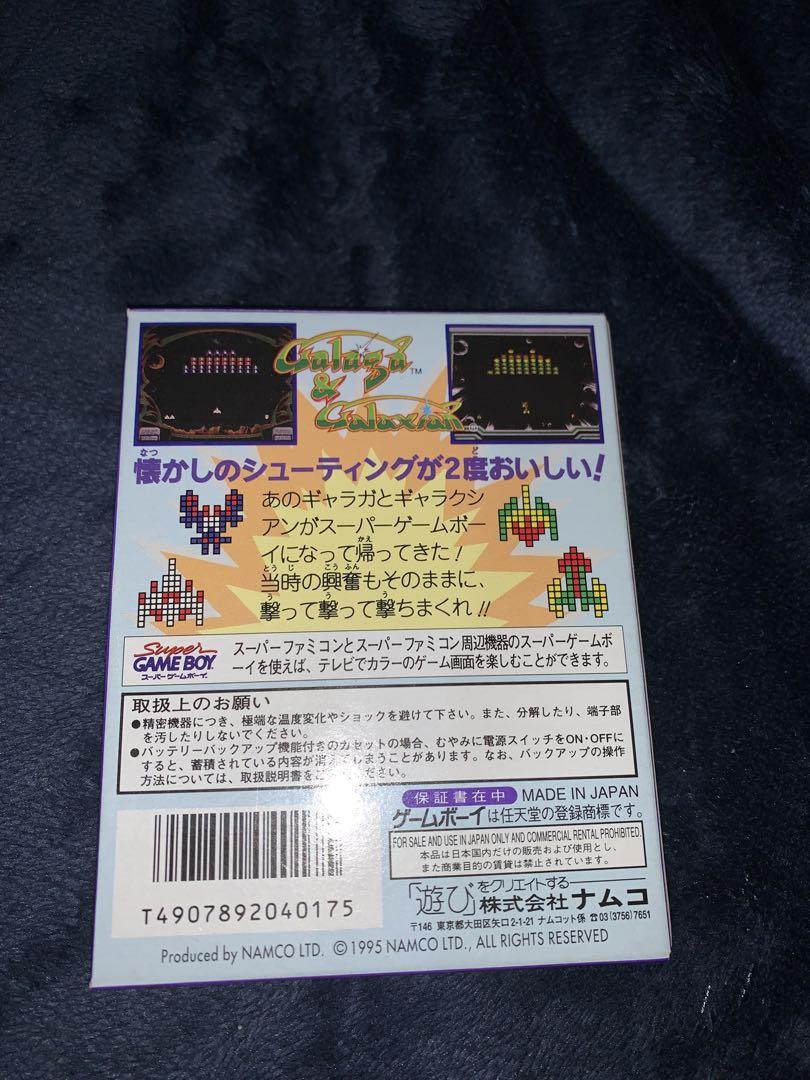 Galaga™
&
Galaxian®
懐かしのシューティングが2度おいしい!
あのギャラガとギャラクシ
アンがスーパーゲームボー
イになって帰ってきた!
当時の興奮もそのままに、
撃って撃って撃ちまくれ!!
Super
GAME BOY
スーパーゲームボーイ
スーパーファミコンとスーパーファミコン周辺機器のスーパーゲームボ
ーイを使えば、テレビでカラーのゲーム画面を楽しむことができます。
取扱上のお願い
●精密機器につき、極端な温度変化やショックを避けて下さい。また、分解したり、端子部
を汚したりしないでください。
●バッテリーバックアップ機能付きのカセットの場合、むやみに電源スイッチをON・OFFに
すると、蓄積されている内容が消えてしまうことがあります。なお、バックアップの操作
方法については、取扱説明書をご ください。
保証書在中 MADE IN JAPAN
ゲームボーイは任天堂の登録商標です。
FOR SALE AND USE IN JAPAN ONLY AND COMMERCIAL RENTAL PROHIBITED.
本品は日本国内だけの販売および使用とし、
また商業目的の賃貸は禁止されています。
T4907892040175
「遊び」をクリエイトする
株式会社ナムコ
〒146 東京都大田区矢口2-1-21 ナムコット係 ☎03(3756)7651
Produced by NAMCO LTD. ©1995 NAMCO LTD., ALL RIGHTS RESERVED